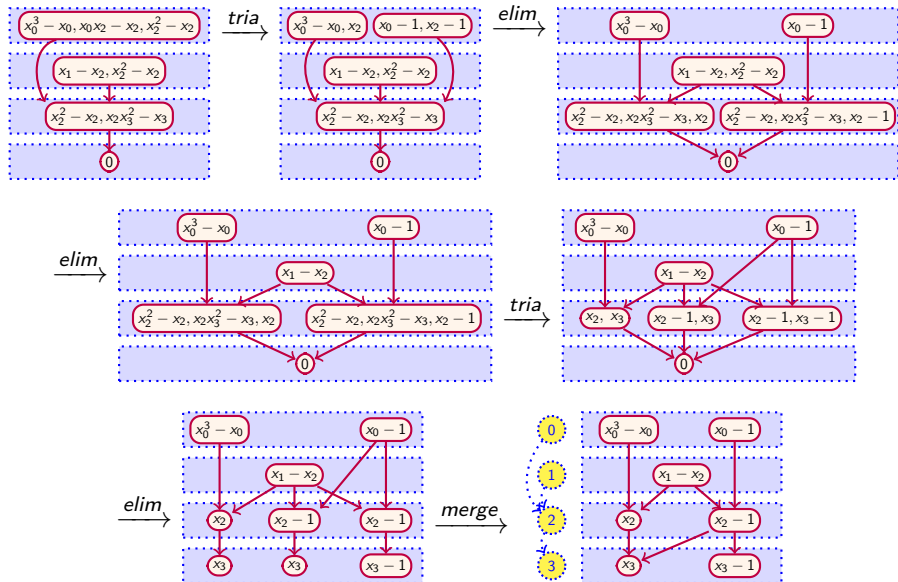 x_0^3 − x_0, x_0x_2 − x_2, x_2^2 − x_2
x_1 − x_2, x_2^2 − x_2
x_2^2 − x_2, x_2x_3^2 − x_3
0
tria
x_0^3 − x_0, x_2 x_0 − 1, x_2 − 1
x_1 − x_2, x_2^2 − x_2
x_2^2 − x_2, x_2x_3^2 − x_3
0
elim
x_0^3 − x_0 x_0 − 1
x_1 − x_2, x_2^2 − x_2
x_2^2 − x_2, x_2x_3^2 − x_3, x_2 x_2^2 − x_2, x_2x_3^2 − x_3, x_2 − 1
0
elim
x_0^3 − x_0 x_0 − 1
x_1 − x_2
x_2^2 − x_2, x_2x_3^2 − x_3, x_2 x_2^2 − x_2, x_2x_3^2 − x_3, x_2 − 1
0
tria
x_0^3 − x_0 x_0 − 1
x_1 − x_2
x_2, x_3 x_2 − 1, x_3 x_2 − 1, x_3 − 1
0
elim
x_0^3 − x_0 x_0 − 1
x_1 − x_2
x_2 x_2 − 1 x_2 − 1
x_3 x_3 x_3 − 1
merge
0
1
2
3
x_0^3 − x_0 x_0 − 1
x_1 − x_2
x_2 x_2 − 1
x_3 x_3 − 1